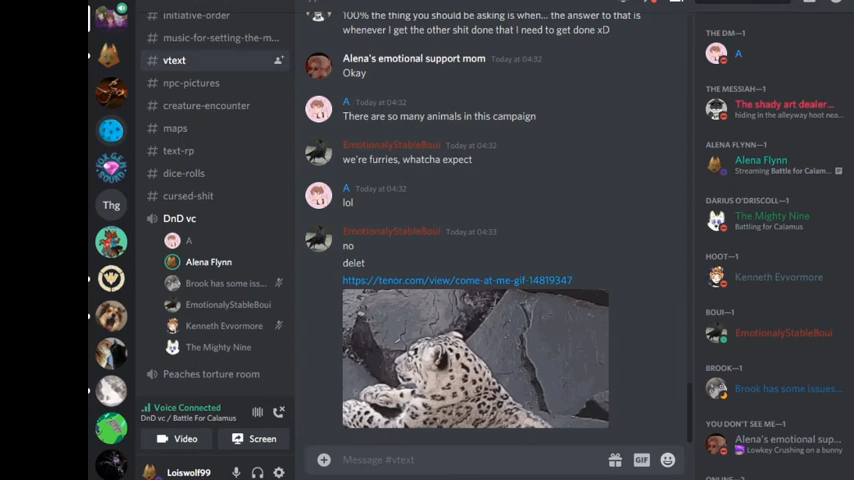 initiative-order
# music-for-setting-the-m...
# vtext
# npc-pictures
# creature-encounter
# maps
# text-rp
# dice-rolls
# cursed-shit
DnD vc
A
Alena Flynn
Brook has some iss...
EmotionalyStableBoui
Kenneth Evvormore
The Mighty Nine
Peaches torture room
Voice Connected
DnD vc / Battle For Calamus
Video
Screen
Loiswolf99
Thg
100% the thing you should be asking is when... the answer to that is
whenever I get the other shit done that I need to get done xD
Alena's emotional support mom Today at 04:32
Okay
A Today at 04:32
There are so many animals in this campaign
EmotionalyStableBoui Today at 04:32
we're furries, whatcha expect
A Today at 04:32
lol
EmotionalyStableBoui Today at 04:33
no
delet
https://tenor.com/view/come-at-me-gif-14819347
Message #vtext
GIF
THE DM—1
A
THE MESSIAH—1
The shady art dealer...
hiding in the alleyway hoot nea...
ALENA FLYNN—1
Alena Flynn
Streaming Battle for Calam...
DARIUS O'DRISCOLL—1
The Mighty Nine
Battling for Calamus
HOOT—1
Kenneth Evvormore
BOUI—1
EmotionalyStableBoui
BROOK—1
Brook has some issues...
YOU DON'T SEE ME—1
Alena's emotional sup...
Lowkey Crushing on a bunny